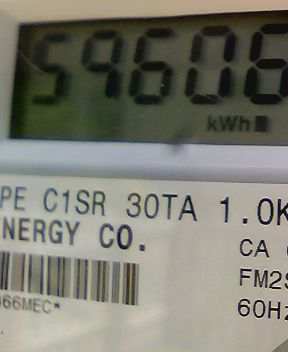 59606
kWh
PE C1SR 30TA 1.0K
NERGY CO.
CA
FM2S
66MEC*
60Hz